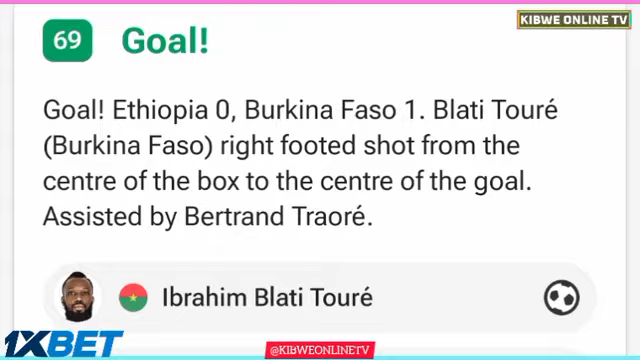 KIBWE ONLINE TV
69 Goal!
Goal! Ethiopia 0, Burkina Faso 1. Blati Touré
(Burkina Faso) right footed shot from the
centre of the box to the centre of the goal.
Assisted by Bertrand Traoré.
Ibrahim Blati Touré
1XBET
@KIBWEONLINETV